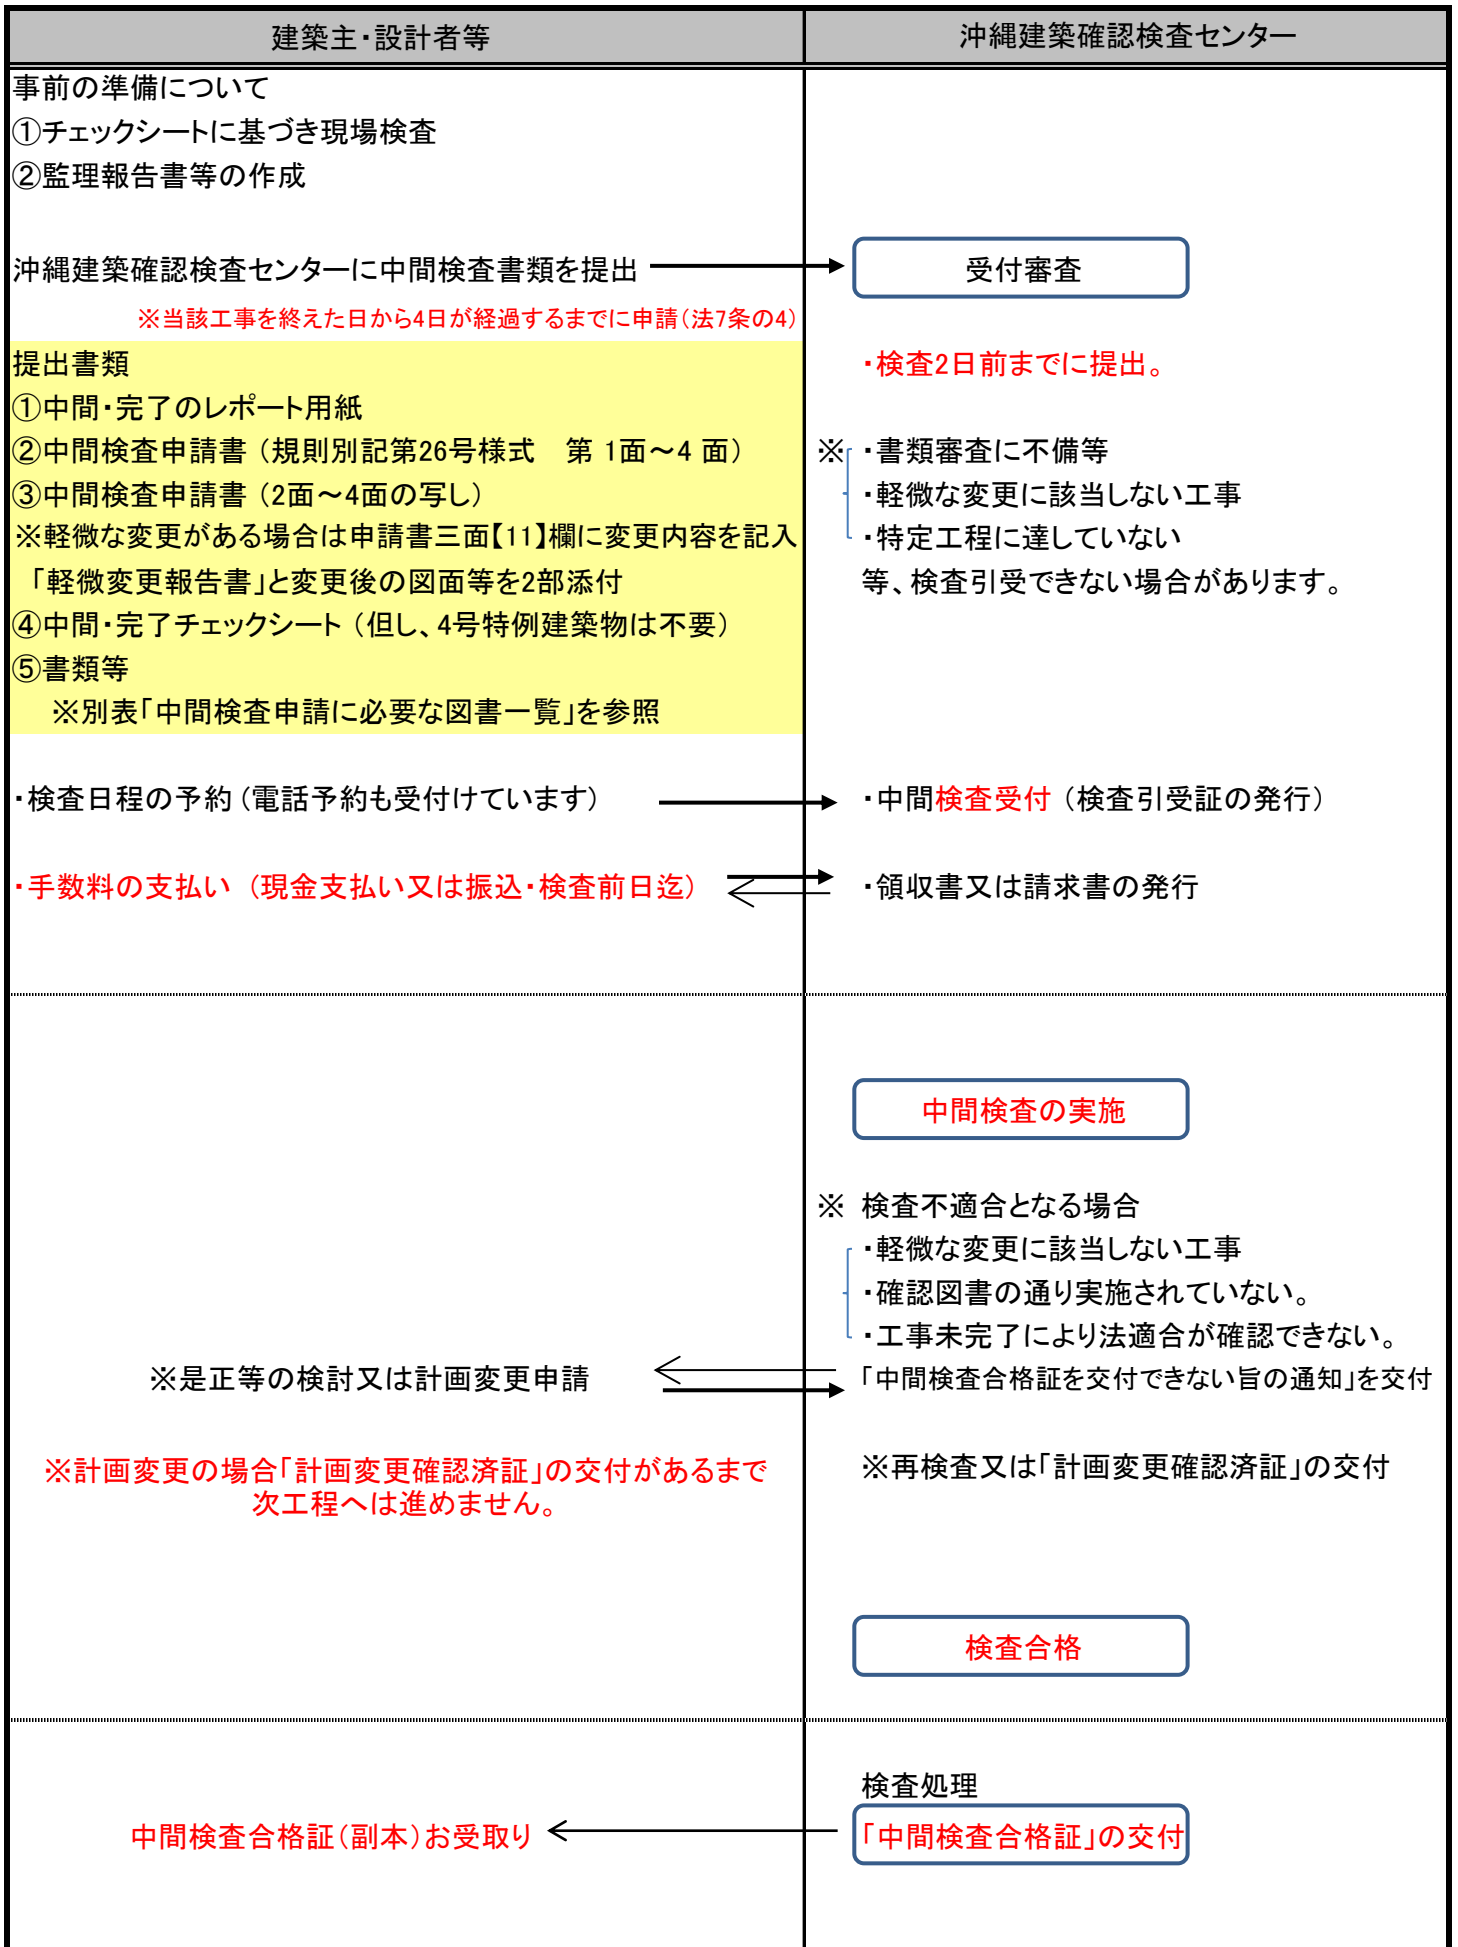 建築主・設計者等
沖縄建築確認検査センター
事前の準備について
①チェックシートに基づき現場検査
②監理報告書等の作成
沖縄建築確認検査センターに中間検査書類を提出
受付審査
※当該工事を終えた日から4日が経過するまでに申請（法7条の4）
提出書類
・検査2日前までに提出。
①中間・完了のレポート用紙
②中間検査申請書（規則別記第26号様式　第 1面～4 面）
※ ・書類審査に不備等
③中間検査申請書（2面～4面の写し）
・軽微な変更に該当しない工事
※軽微な変更がある場合は申請書三面【11】欄に変更内容を記入
・特定工程に達していない
「軽微変更報告書」と変更後の図面等を2部添付
等、検査引受できない場合があります。
④中間・完了チェックシート（但し、4号特例建築物は不要）
⑤書類等
※別表「中間検査申請に必要な図書一覧」を参照
・検査日程の予約（電話予約も受付けています）
・中間検査受付（検査引受証の発行）
・手数料の支払い（現金支払い又は振込・検査前日迄）
・領収書又は請求書の発行
中間検査の実施
※ 検査不適合となる場合
・軽微な変更に該当しない工事
・確認図書の通り実施されていない。
・工事未完了により法適合が確認できない。
※是正等の検討又は計画変更申請
「中間検査合格証を交付できない旨の通知」を交付
※計画変更の場合「計画変更確認済証」の交付があるまで
次工程へは進めません。
※再検査又は「計画変更確認済証」の交付
検査合格
検査処理
中間検査合格証（副本）お受取り
「中間検査合格証」の交付